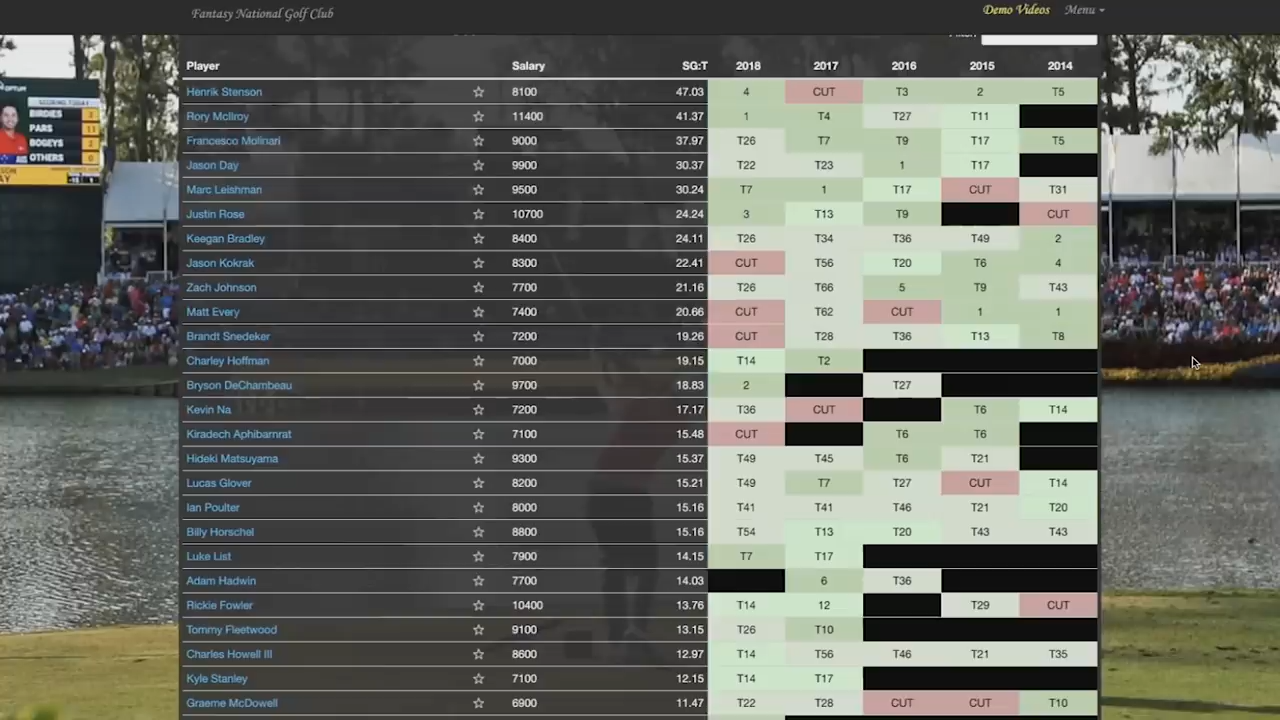 Fantasy National Golf Club Demo Videos Menu
Player Salary SG:T 2018 2017 2016 2015 2014
Henrik Stenson 8100 47.03 4 CUT T3 2 T5
Rory McIlroy 11400 41.37 1 T4 T27 T11
Francesco Molinari 9000 37.97 T26 T7 T9 T17 T5
Jason Day 9900 30.37 T22 T23 1 T17
Marc Leishman 9500 30.24 T7 1 T17 CUT T31
Justin Rose 10700 24.24 3 T13 T9 CUT
Keegan Bradley 8400 24.11 T26 T34 T36 T49 2
Jason Kokrak 8300 22.41 CUT T56 T20 T6 4
Zach Johnson 7700 21.16 T26 T66 5 T9 T43
Matt Every 7400 20.66 CUT T62 CUT 1 1
Brandt Snedeker 7200 19.26 CUT T28 T36 T13 T8
Charley Hoffman 7000 19.15 T14 T2
Bryson DeChambeau 9700 18.83 2 T27
Kevin Na 7200 17.17 T36 CUT T6 T14
Kiradech Aphibarnrat 7100 15.48 CUT T6 T6
Hideki Matsuyama 9300 15.37 T49 T45 T6 T21
Lucas Glover 8200 15.21 T49 T7 T27 CUT T14
Ian Poulter 8000 15.16 T41 T41 T46 T21 T20
Billy Horschel 8800 15.16 T54 T13 T20 T43 T43
Luke List 7900 14.15 T7 T17
Adam Hadwin 7700 14.03 6 T36
Rickie Fowler 10400 13.76 T14 12 T29 CUT
Tommy Fleetwood 9100 13.15 T26 T10
Charles Howell III 8600 12.97 T14 T56 T46 T21 T35
Kyle Stanley 7100 12.15 T14 T17
Graeme McDowell 6900 11.47 T22 T28 CUT CUT T10
OPTUM
SCORING TODAY
BIRDIES
PARS
BOGEYS
OTHERS 0
AUS